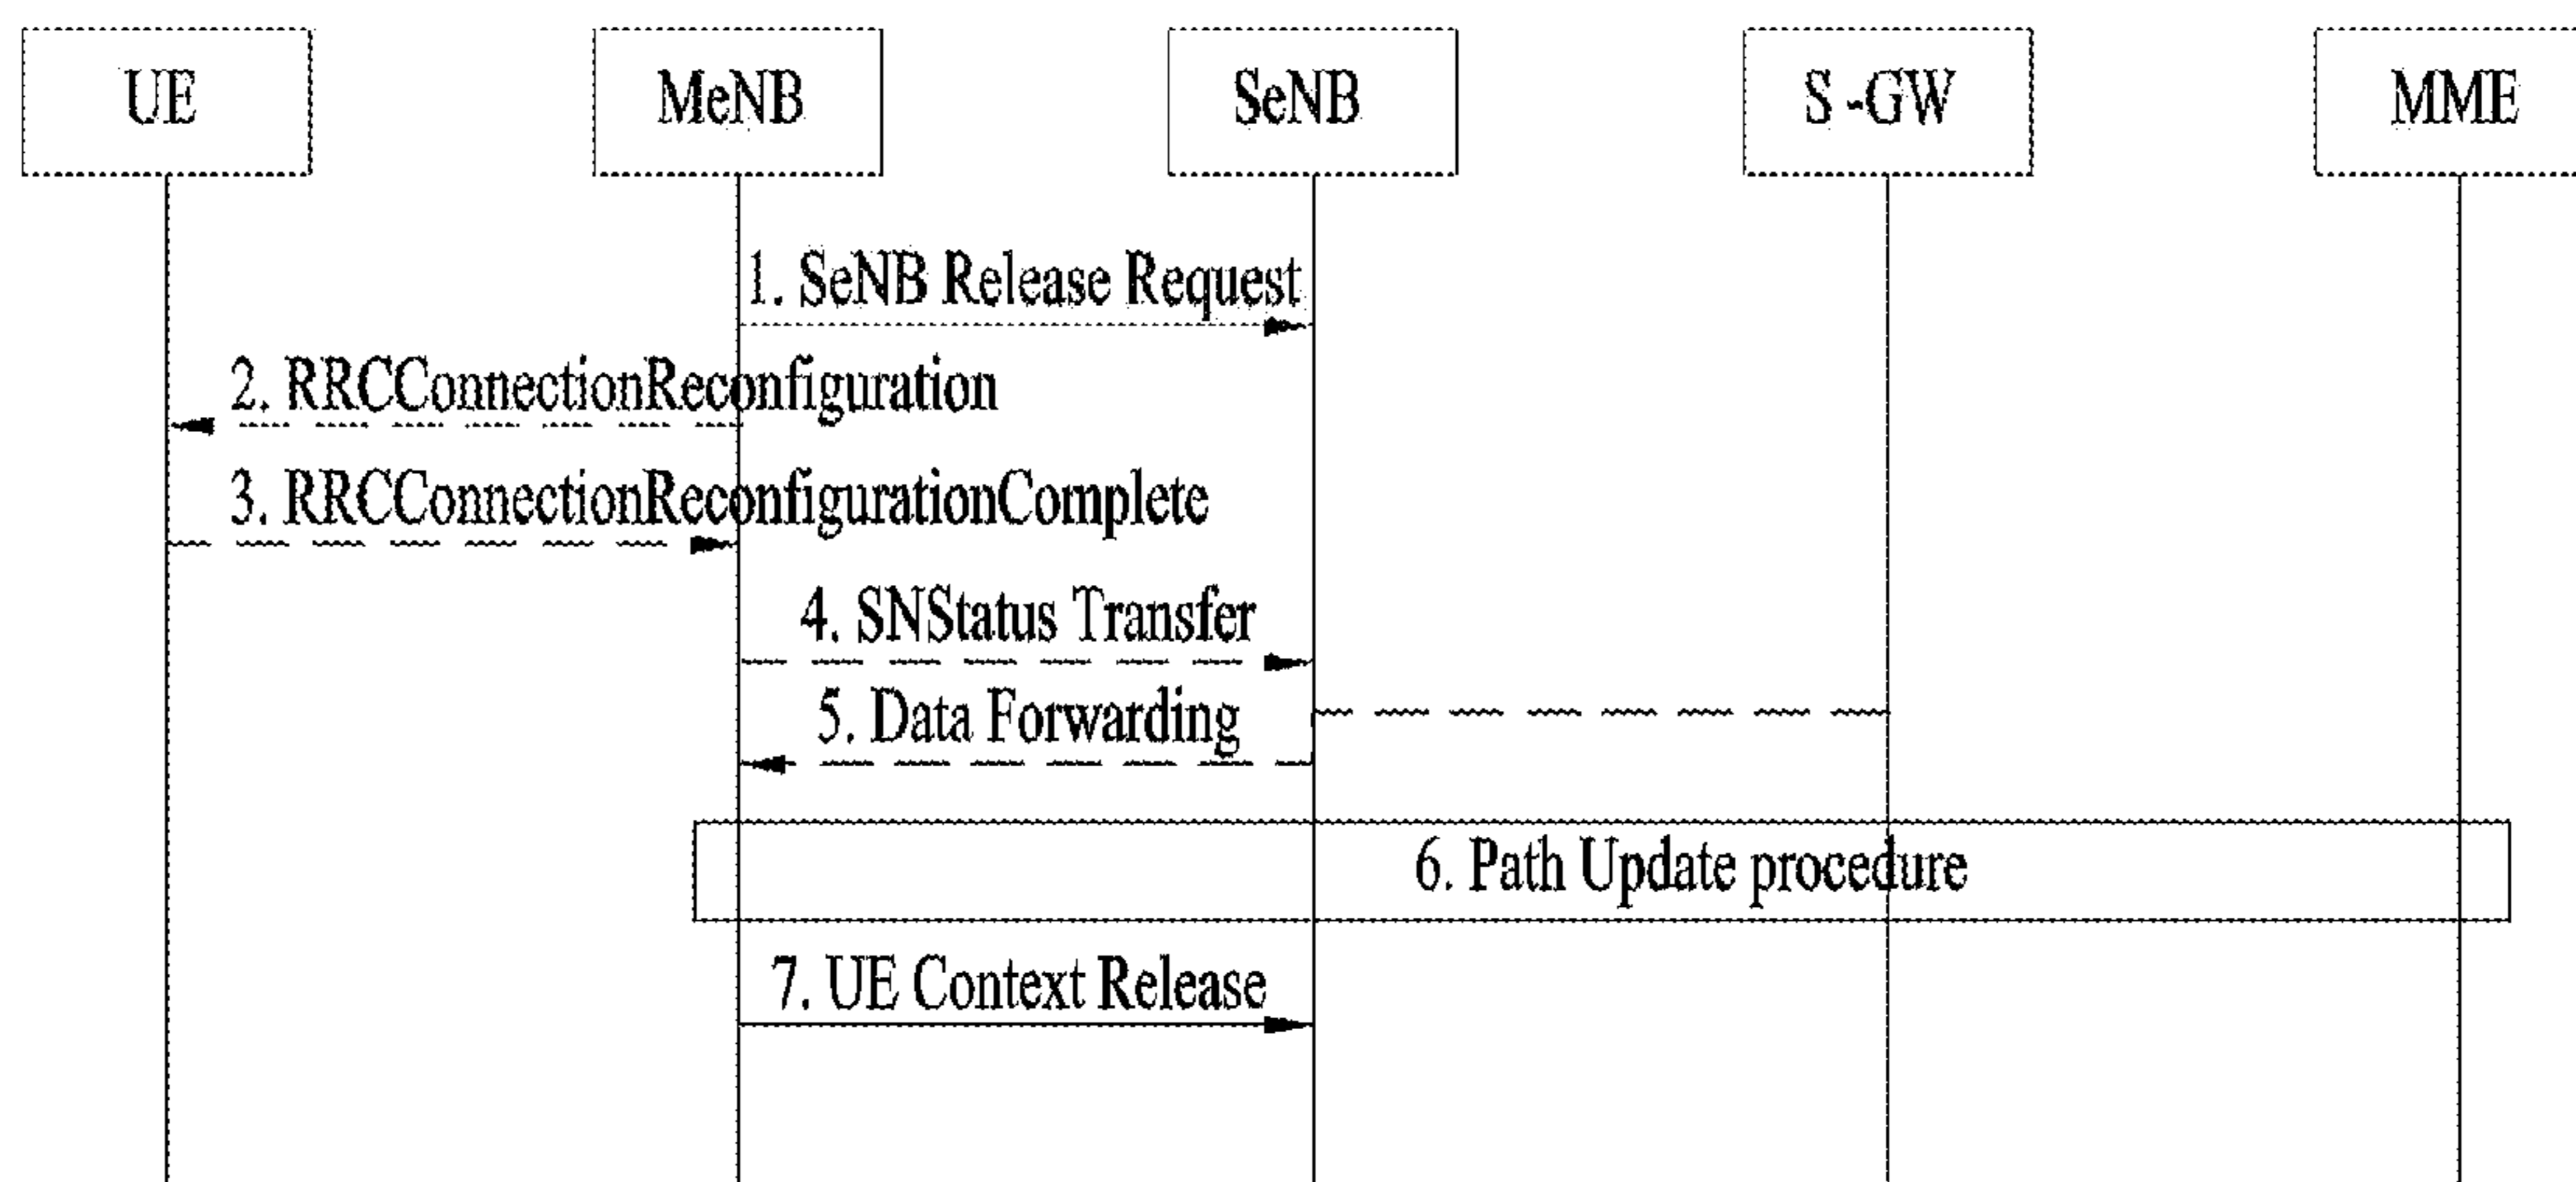 UE
MeNB
SeNB
S -GW
MME
1. SeNB Release Request
2. RRCConnectionReconfiguration
3. RRCConnectionReconfigurationComplete
4. SNStatus Transfer
5. Data Forwarding
6. Path Update procedure
7. UE Context Release